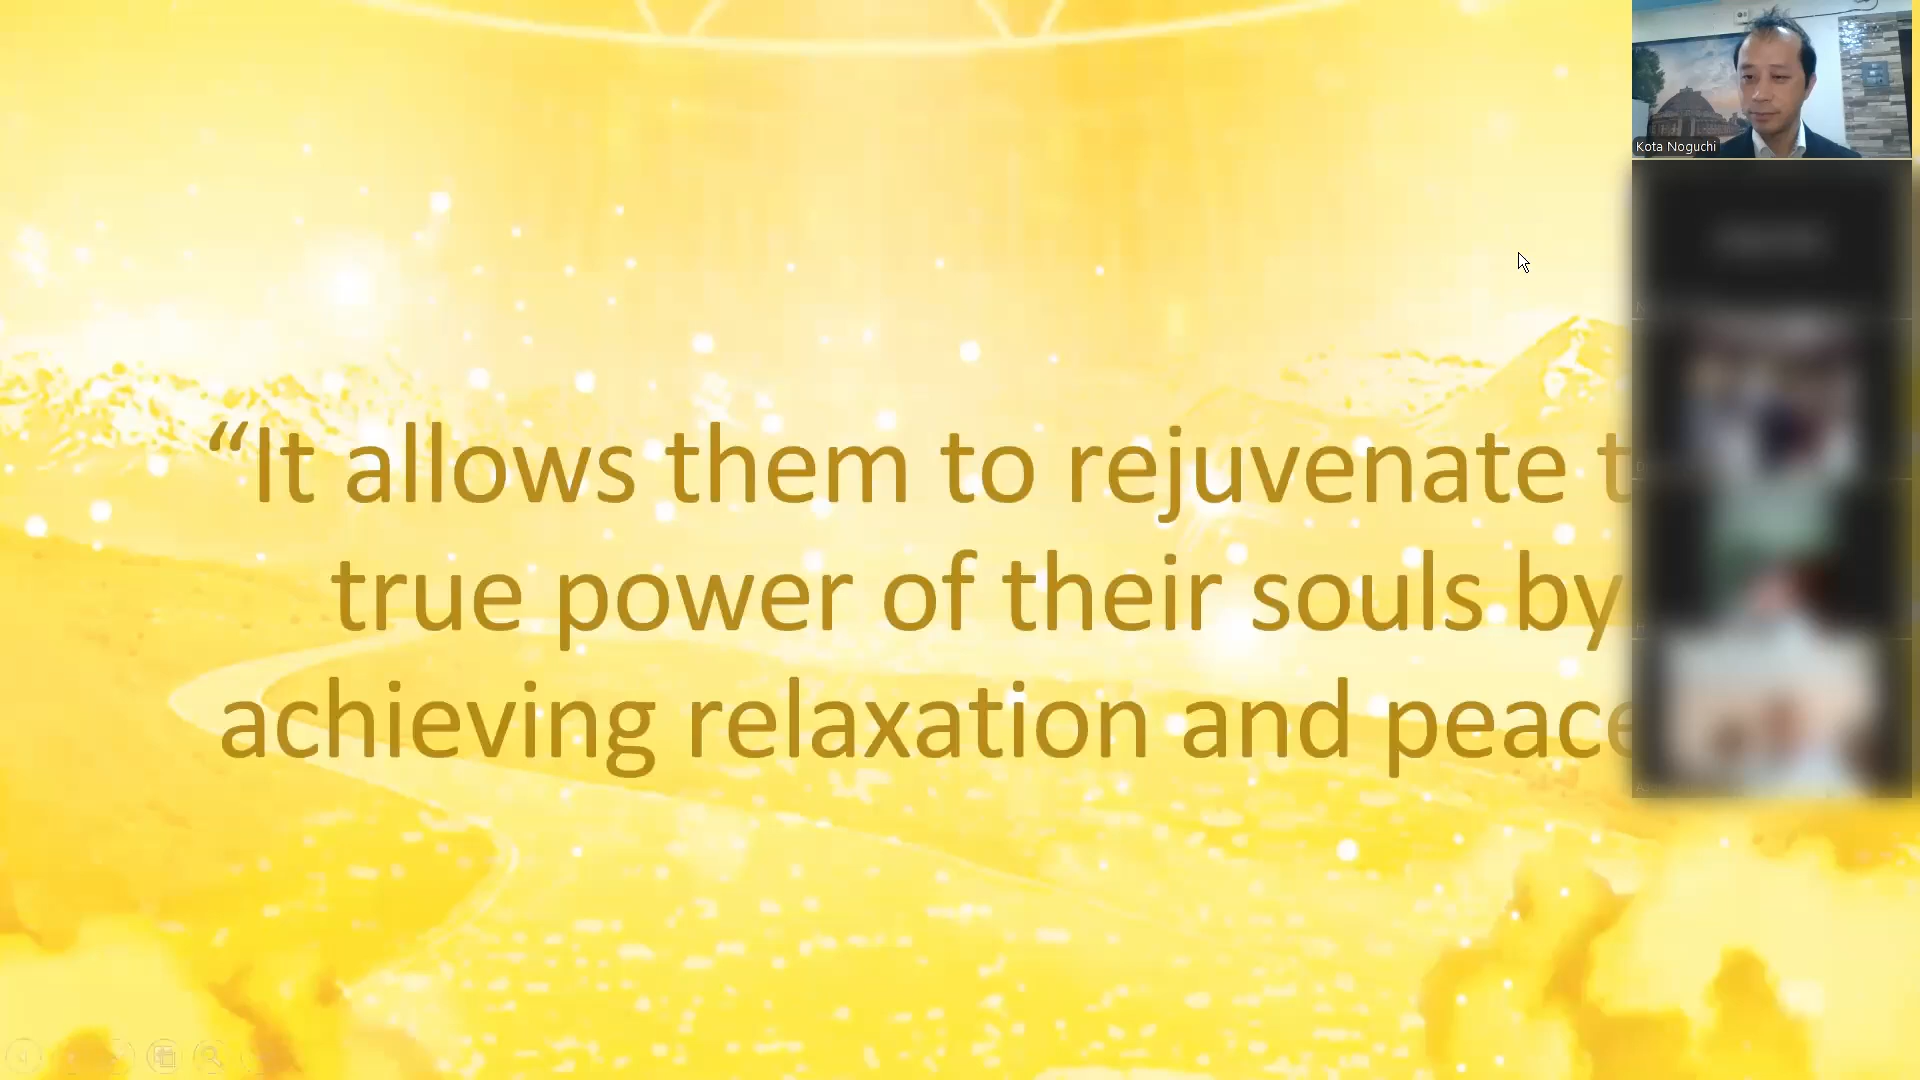 Kota Noguchi
“It allows them to rejuvenate
true power of their souls by
achieving relaxation and peace